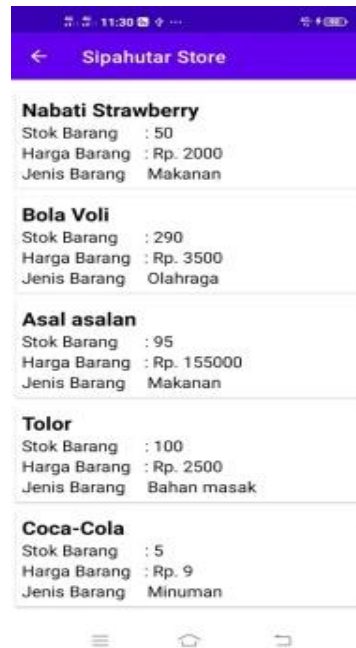 11:30
Sipahutar Store
Nabati Strawberry
Stok Barang : 50
Harga Barang : Rp. 2000
Jenis Barang Makanan
Bola Voli
Stok Barang : 290
Harga Barang : Rp. 3500
Jenis Barang Olahraga
Asal asalan
Stok Barang : 95
Harga Barang : Rp. 155000
Jenis Barang Makanan
Tolor
Stok Barang : 100
Harga Barang : Rp. 2500
Jenis Barang Bahan masak
Coca-Cola
Stok Barang : 5
Harga Barang : Rp. 9
Jenis Barang Minuman